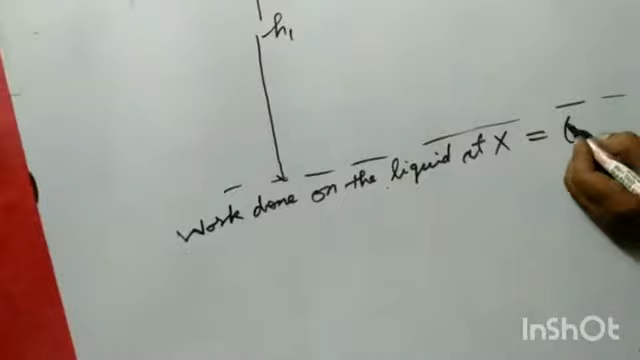 h₁
Work done on the liquid at X = (
InShOt